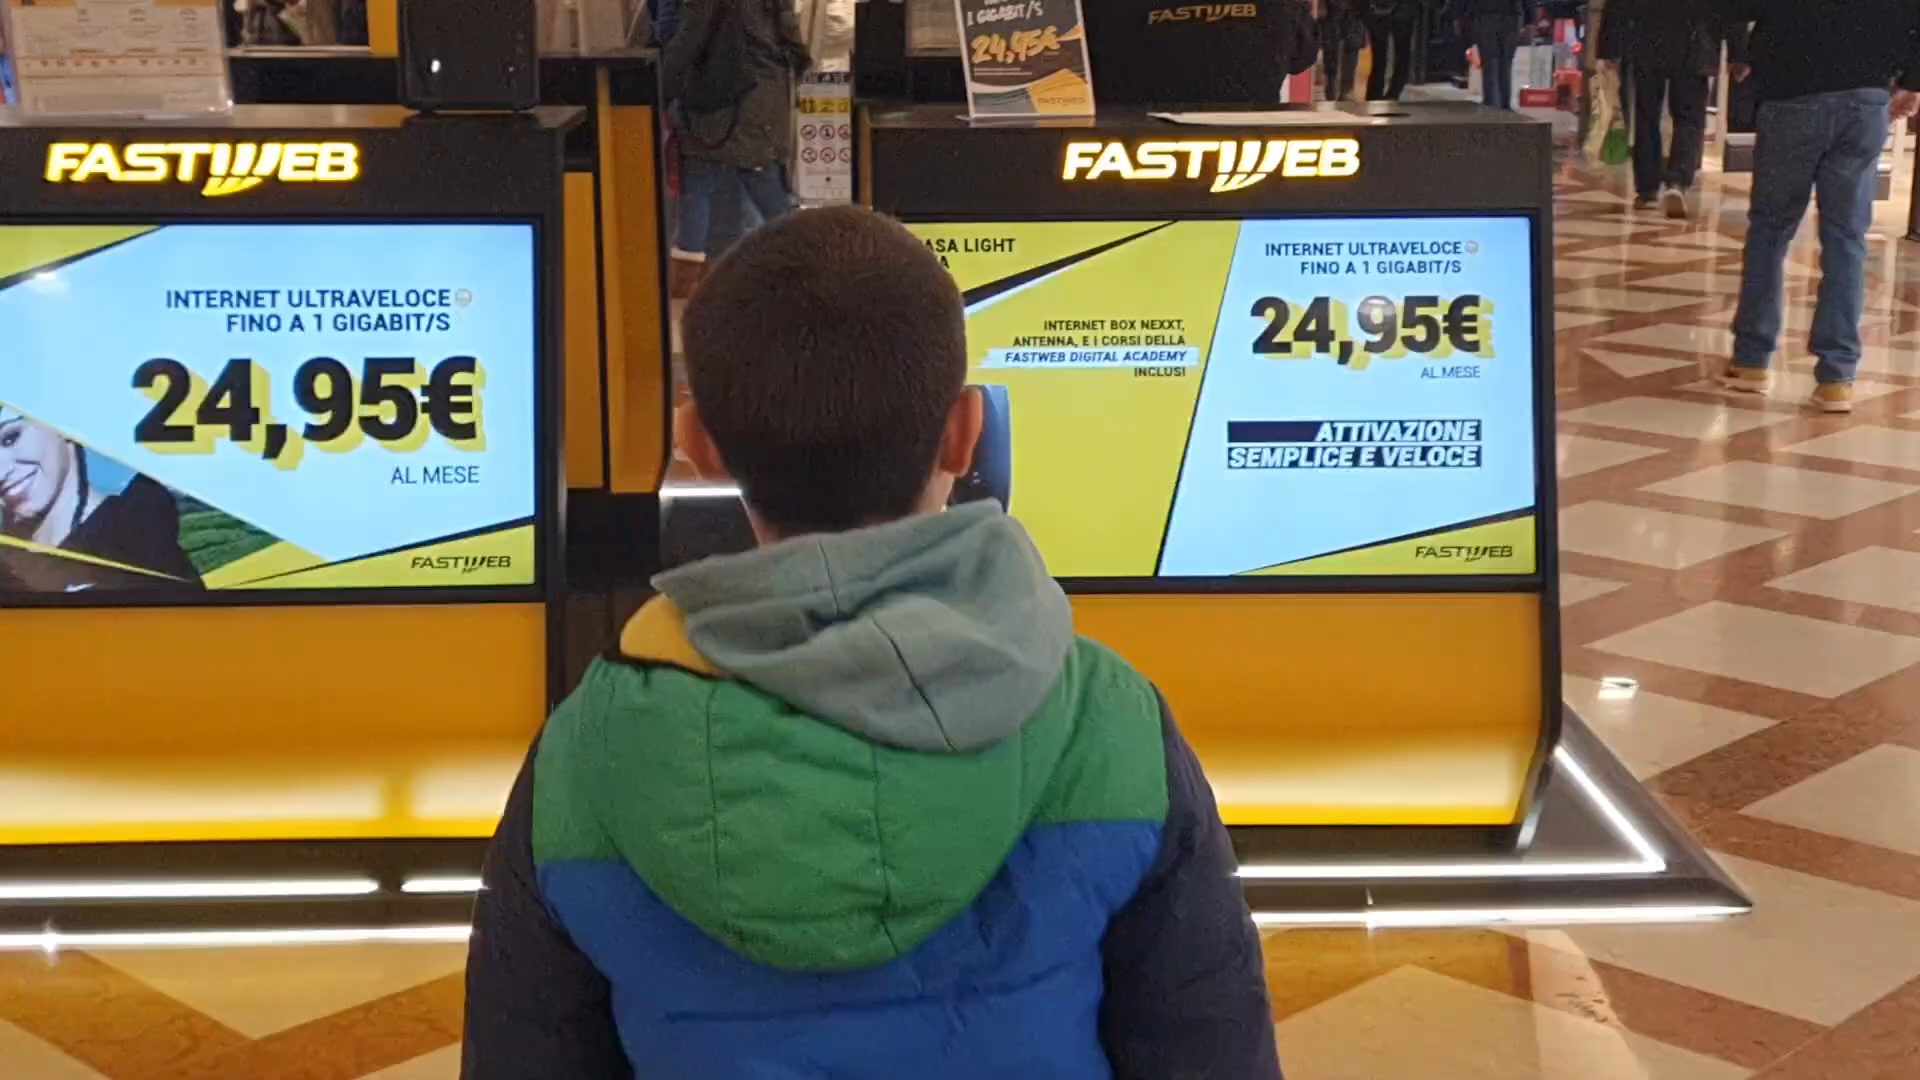 1 GIGABIT/S
24,95€
FASTWEB
FASTWEB
FASTWEB
INTERNET ULTRAVELOCE
FINO A 1 GIGABIT/S
24,95€
AL MESE
FASTWEB
FASTWEB
LIGHT
INTERNET BOX NEXXT,
ANTENNA, E I CORSI DELLA
FASTWEB DIGITAL ACADEMY
INCLUSI
INTERNET ULTRAVELOCE
FINO A 1 GIGABIT/S
24,95€
AL MESE
ATTIVAZIONE
SEMPLICE E VELOCE
FASTWEB